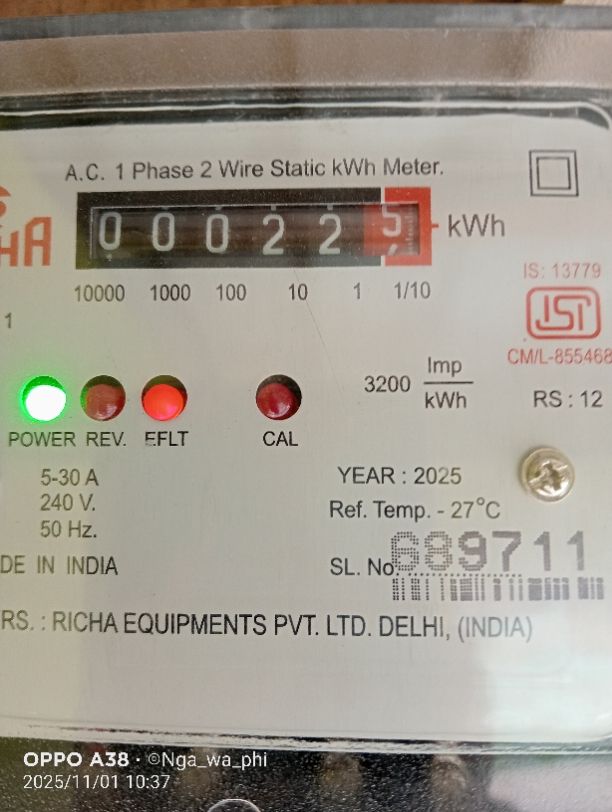 A.C. 1 Phase 2 Wire Static kWh Meter.
0 0 0 2 2 5 kWh
10000 1000 100 10 1 1/10
IS: 13779
ISI
CM/L-855468
1
3200 Imp
kWh
RS : 12
POWER REV. EFLT CAL
5-30 A
240 V.
50 Hz.
YEAR : 2025
Ref. Temp. - 27°C
DE IN INDIA
SL. No. 689711
RS. : RICHA EQUIPMENTS PVT. LTD. DELHI, (INDIA)
OPPO A38 · ©Nga_wa_phi
2025/11/01 10:37